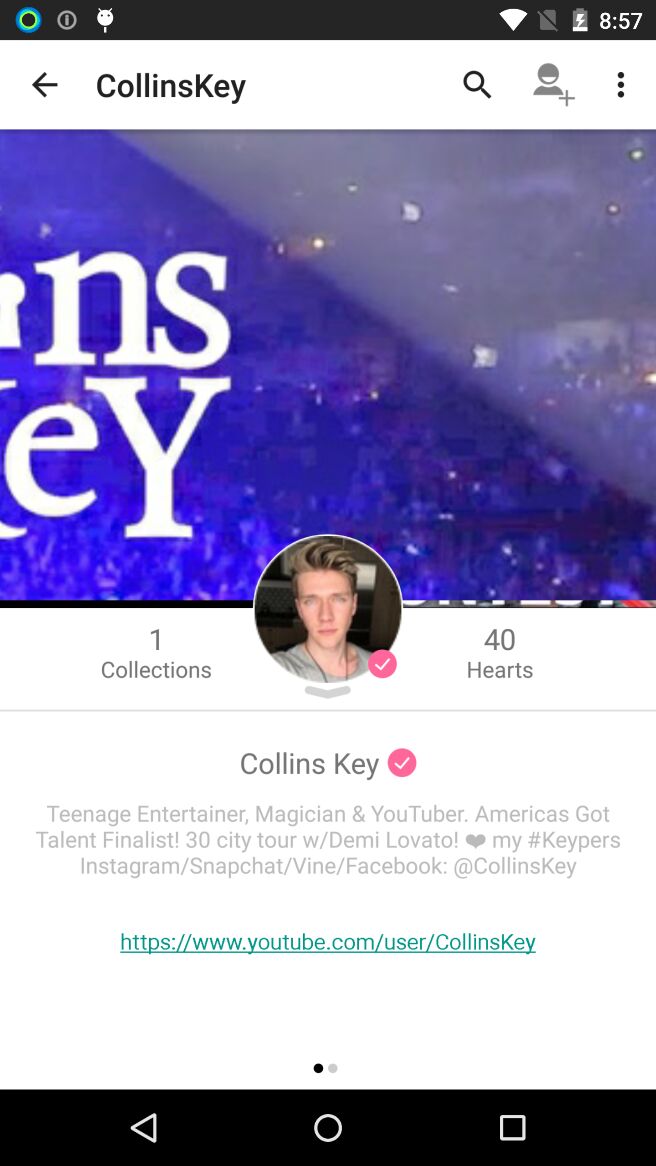 8:57
CollinsKey
ns
eY
1
Collections
40
Hearts
Collins Key
Teenage Entertainer, Magician & YouTuber. Americas Got
Talent Finalist! 30 city tour w/Demi Lovato! ❤ my #Keypers
Instagram/Snapchat/Vine/Facebook: @CollinsKey
https://www.youtube.com/user/CollinsKey